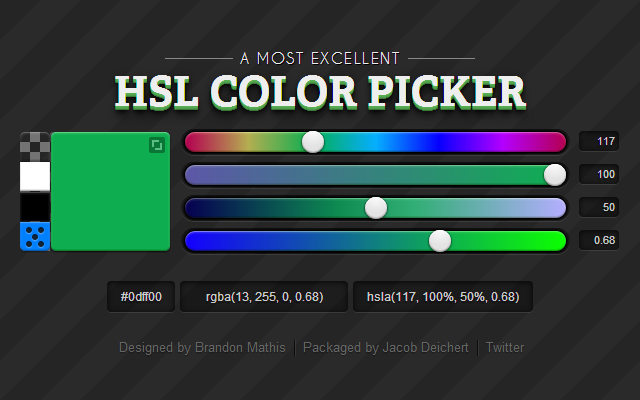 A MOST EXCELLENT
HSL COLOR PICKER
117
100
50
0.68
#0dff00
rgba(13, 255, 0, 0.68)
hsla(117, 100%, 50%, 0.68)
Designed by Brandon Mathis | Packaged by Jacob Deichert | Twitter